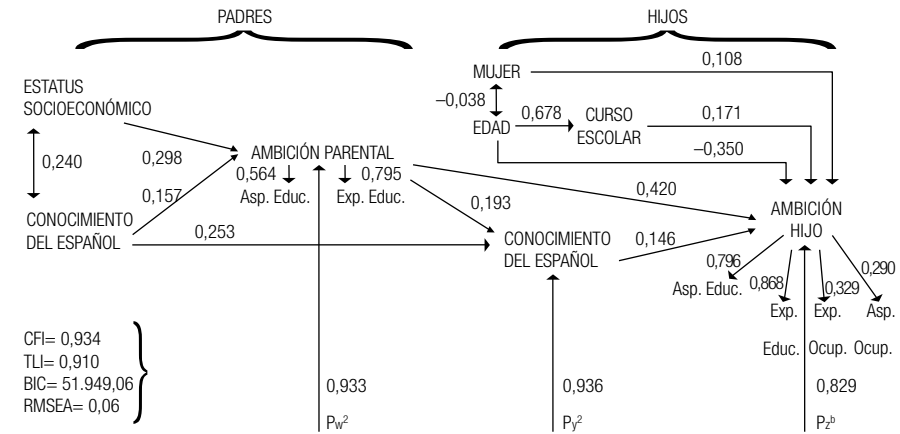 PADRES
HIJOS
ESTATUS
SOCIOECONÓMICO
0,240
CONOCIMIENTO
DEL ESPAÑOL
0,298
0,157
0,253
AMBICIÓN PARENTAL
0,564
0,795
Asp. Educ.
Exp. Educ.
MUJER
0,108
–0,038
EDAD
0,678
CURSO
ESCOLAR
0,171
–0,350
0,420
0,193
CONOCIMIENTO
DEL ESPAÑOL
0,146
AMBICIÓN
HIJO
0,796
0,868
0,329
0,290
Asp. Educ.
Exp.
Exp.
Asp.
Educ.
Ocup.
Ocup.
CFI= 0,934
TLI= 0,910
BIC= 51.949,06
RMSEA= 0,06
0,933
0,936
0,829
Pw²
Py²
Pzᵇ